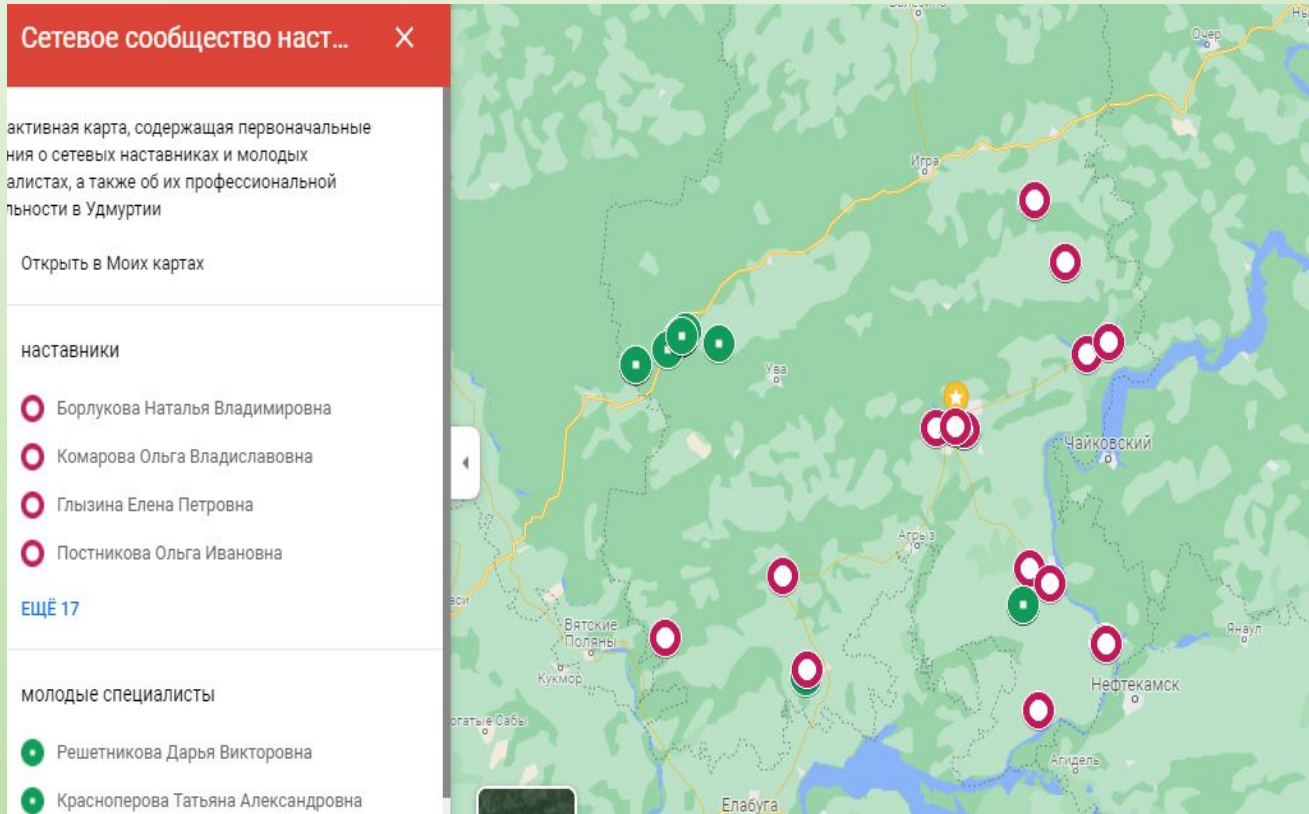 Сетевое сообщество наст...
активная карта, содержащая первоначальные
ния о сетевых наставниках и молодых
алистах, а также об их профессиональной
льности в Удмуртии
Открыть в Моих картах
наставники
Борлукова Наталья Владимировна
Комарова Ольга Владиславовна
Глызина Елена Петровна
Постникова Ольга Ивановна
ЕЩЁ 17
молодые специалисты
Решетникова Дарья Викторовна
Красноперова Татьяна Александровна
Очер
Игра
Ува
Чайковский
Агрыз
Вятские
Поляны
Кукмор
Янаул
Нефтекамск
огатые Сабы
Агидель
Елабуга